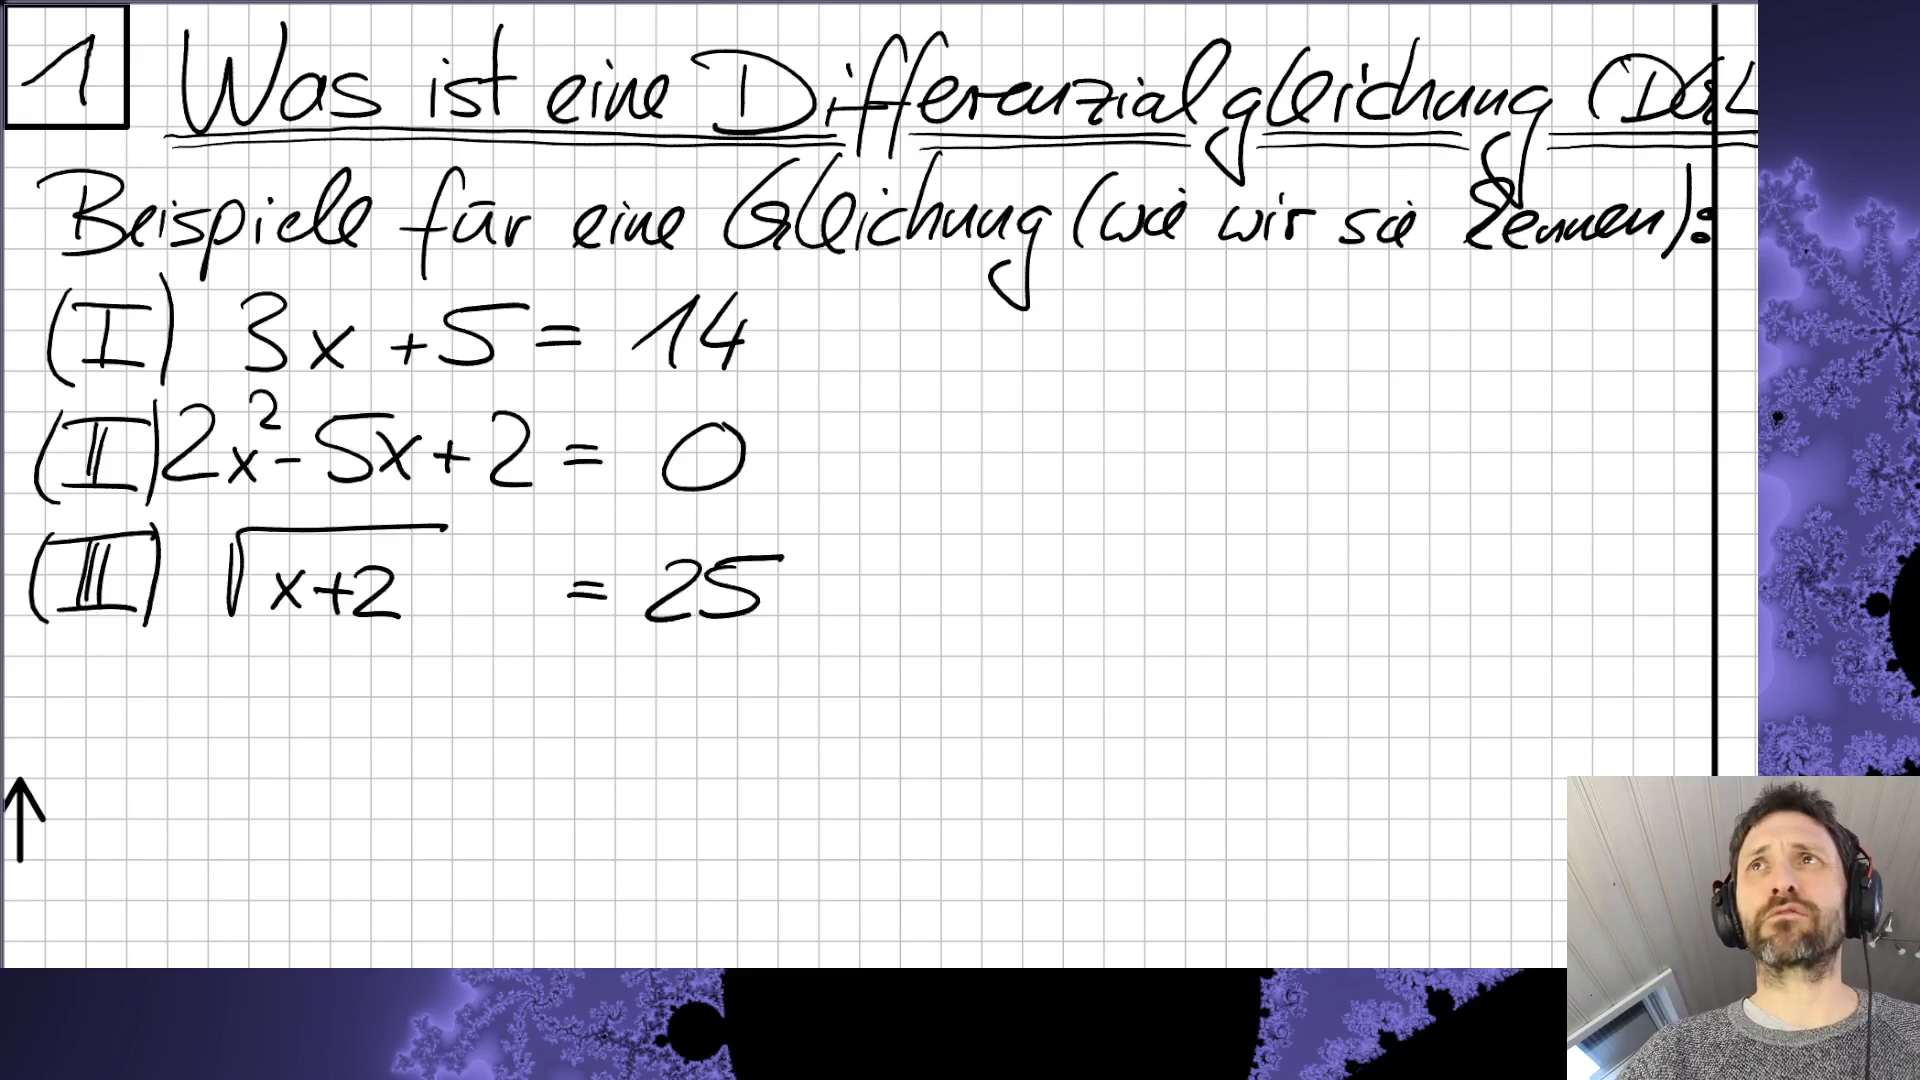 1 Was ist eine Differenzialgleichung (DGL
Beispiele für eine Gleichung (wie wir sie kennen):
(I) 3x + 5 = 14
(II) 2x² - 5x + 2 = 0
(III) √(x+2) = 25